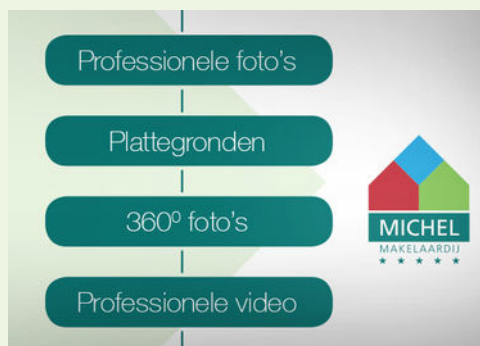 Professionele foto's
Plattegronden
360º foto's
Professionele video
MICHEL
MAKELAARDIJ
★ ★ ★ ★ ★